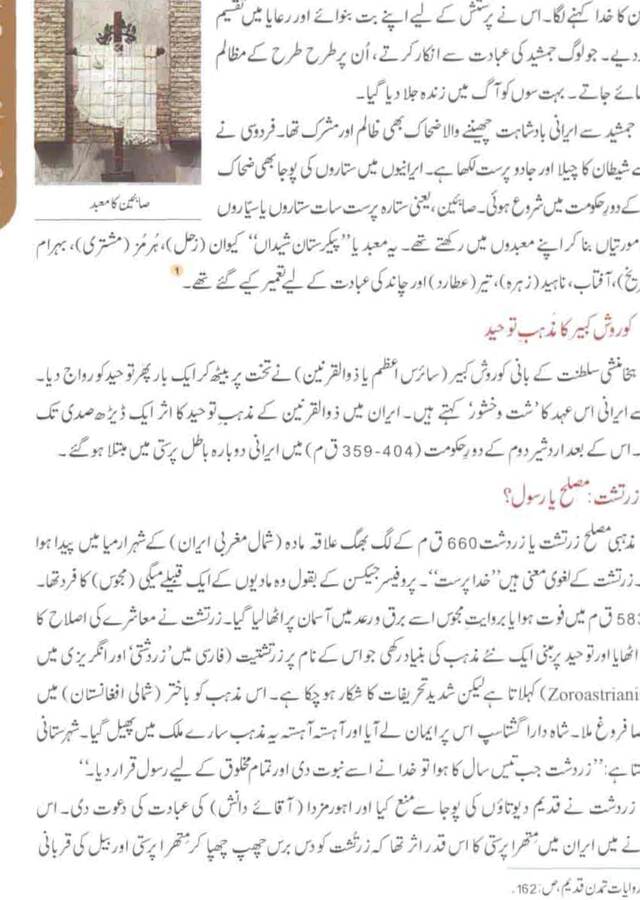 ن کا خدا کہنے لگا۔ اس نے پرستش کے لیے اپنے بت بنوائے اور رعایا میں تقسیم
دیے۔ جو لوگ جمشید کی عبادت سے انکار کرتے، اُن پر طرح طرح کے مظالم
ئے جاتے۔ بہت سوں کو آگ میں زندہ جلا دیا گیا۔
جمشید سے ایرانی بادشاہت چھیننے والا ضحاک بھی ظالم اور مشرک تھا۔ فردوسی نے
شیطان کا چیلا اور جادو پرست لکھا ہے۔ ایرانیوں میں ستاروں کی پوجا بھی ضحاک
کے دورِ حکومت میں شروع ہوئی۔ صابئین، یعنی ستارہ پرست سات ستاروں یا سیّاروں
صابئین کا معبد
مورتیاں بنا کر اپنے معبدوں میں رکھتے تھے۔ یہ معبد یا ”پیکرستان شیداں“ کیوان (زحل)، ہُرمُز (مشتری)، بہرام
یخ)، آفتاب، ناہید (زہرہ)، تیر (عطارد) اور چاند کی عبادت کے لیے تعمیر کیے گئے تھے۔ ¹
کوروش کبیر کا مذہبِ توحید
ہخامنشی سلطنت کے بانی کوروش کبیر (سائرس اعظم یا ذوالقرنین) نے تخت پر بیٹھ کر ایک بار پھر توحید کو رواج دیا۔
ے ایرانی اس عہد کا ’شت وخشور‘ کہتے ہیں۔ ایران میں ذوالقرنین کے مذہبِ توحید کا اثر ایک ڈیڑھ صدی تک
۔ اس کے بعد اردشیر دوم کے دورِ حکومت (404-359 ق م) میں ایرانی دوبارہ باطل پرستی میں مبتلا ہو گئے۔
زرتشت: مصلح یا رسول؟
مذہبی مصلح زرتشت یا زردشت 660 ق م کے لگ بھگ علاقہ مادہ (شمال مغربی ایران) کے شہر ارمیا میں پیدا ہوا
۔ زرتشت کے لغوی معنی ہیں ”خدا پرست“۔ پروفیسر جیکسن کے بقول وہ مادیوں کے ایک قبیلے میگی (مجوس) کا فرد تھا۔
583 ق م میں فوت ہوا یا بروایتِ مجوس اسے برق و رعد میں آسمان پر اٹھا لیا گیا۔ زرتشت نے معاشرے کی اصلاح کا
اٹھایا اور توحید پر مبنی ایک نئے مذہب کی بنیاد رکھی جو اس کے نام پر زرتشتیت (فارسی میں ’زردشتی‘ اور انگریزی میں
Zoroastriani) کہلاتا ہے لیکن شدید تحریفات کا شکار ہو چکا ہے۔ اس مذہب کو باختر (شمالی افغانستان) میں
صا فروغ ملا۔ شاہ دارا گشتاسپ اس پر ایمان لے آیا اور آہستہ آہستہ یہ مذہب سارے ملک میں پھیل گیا۔ شہرستانی
تا ہے: ”زردشت جب تیس سال کا ہوا تو خدا نے اسے نبوت دی اور تمام مخلوق کے لیے رسول قرار دیا۔“
زردشت نے قدیم دیوتاؤں کی پوجا سے منع کیا اور اہورمزدا (آقائے دانش) کی عبادت کی دعوت دی۔ اس
نے میں ایران میں مِتھرا پرستی کا اس قدر اثر تھا کہ زرتشت کو دس برس چھپ چھپا کر مِتھرا پرستی اور بیل کی قربانی
روایات تمدن قدیم، ص: 162۔